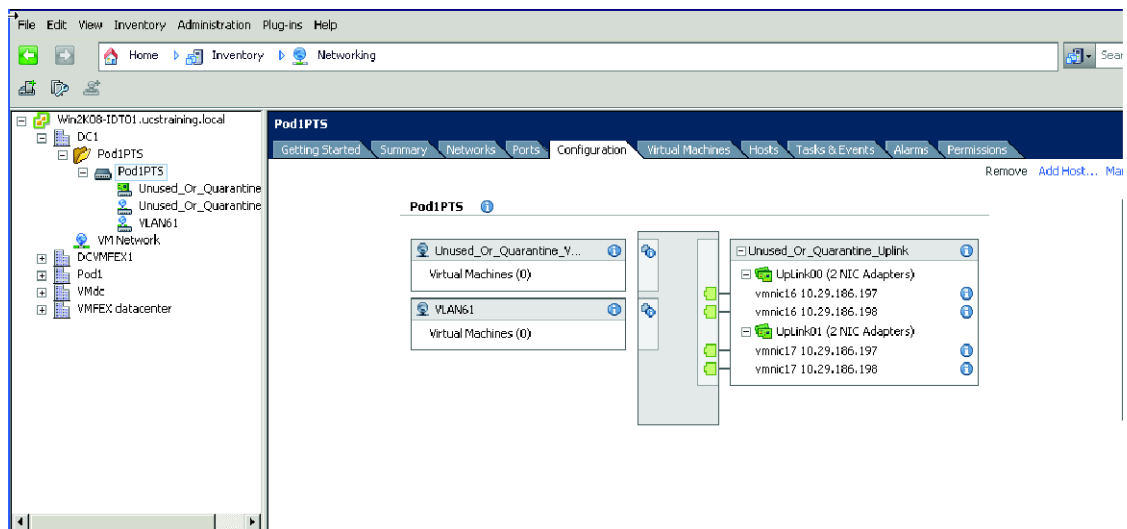 File Edit View Inventory Administration Plug-ins Help
Home Inventory Networking
Sear
Win2K08-IDT01.ucstraining.local
DC1
Pod1PTS
Pod1PTS
Unused_Or_Quarantine
Unused_Or_Quarantine
VLAN61
VM Network
DCVMFEX1
Pod1
VMdc
VMFEX datacenter
Pod1PTS
Getting Started Summary Networks Ports Configuration Virtual Machines Hosts Tasks & Events Alarms Permissions
Remove Add Host... Mar
Pod1PTS
Unused_Or_Quarantine_V...
Virtual Machines (0)
VLAN61
Virtual Machines (0)
Unused_Or_Quarantine_Uplink
UpLink00 (2 NIC Adapters)
vmnic16 10.29.186.197
vmnic16 10.29.186.198
UpLink01 (2 NIC Adapters)
vmnic17 10.29.186.197
vmnic17 10.29.186.198